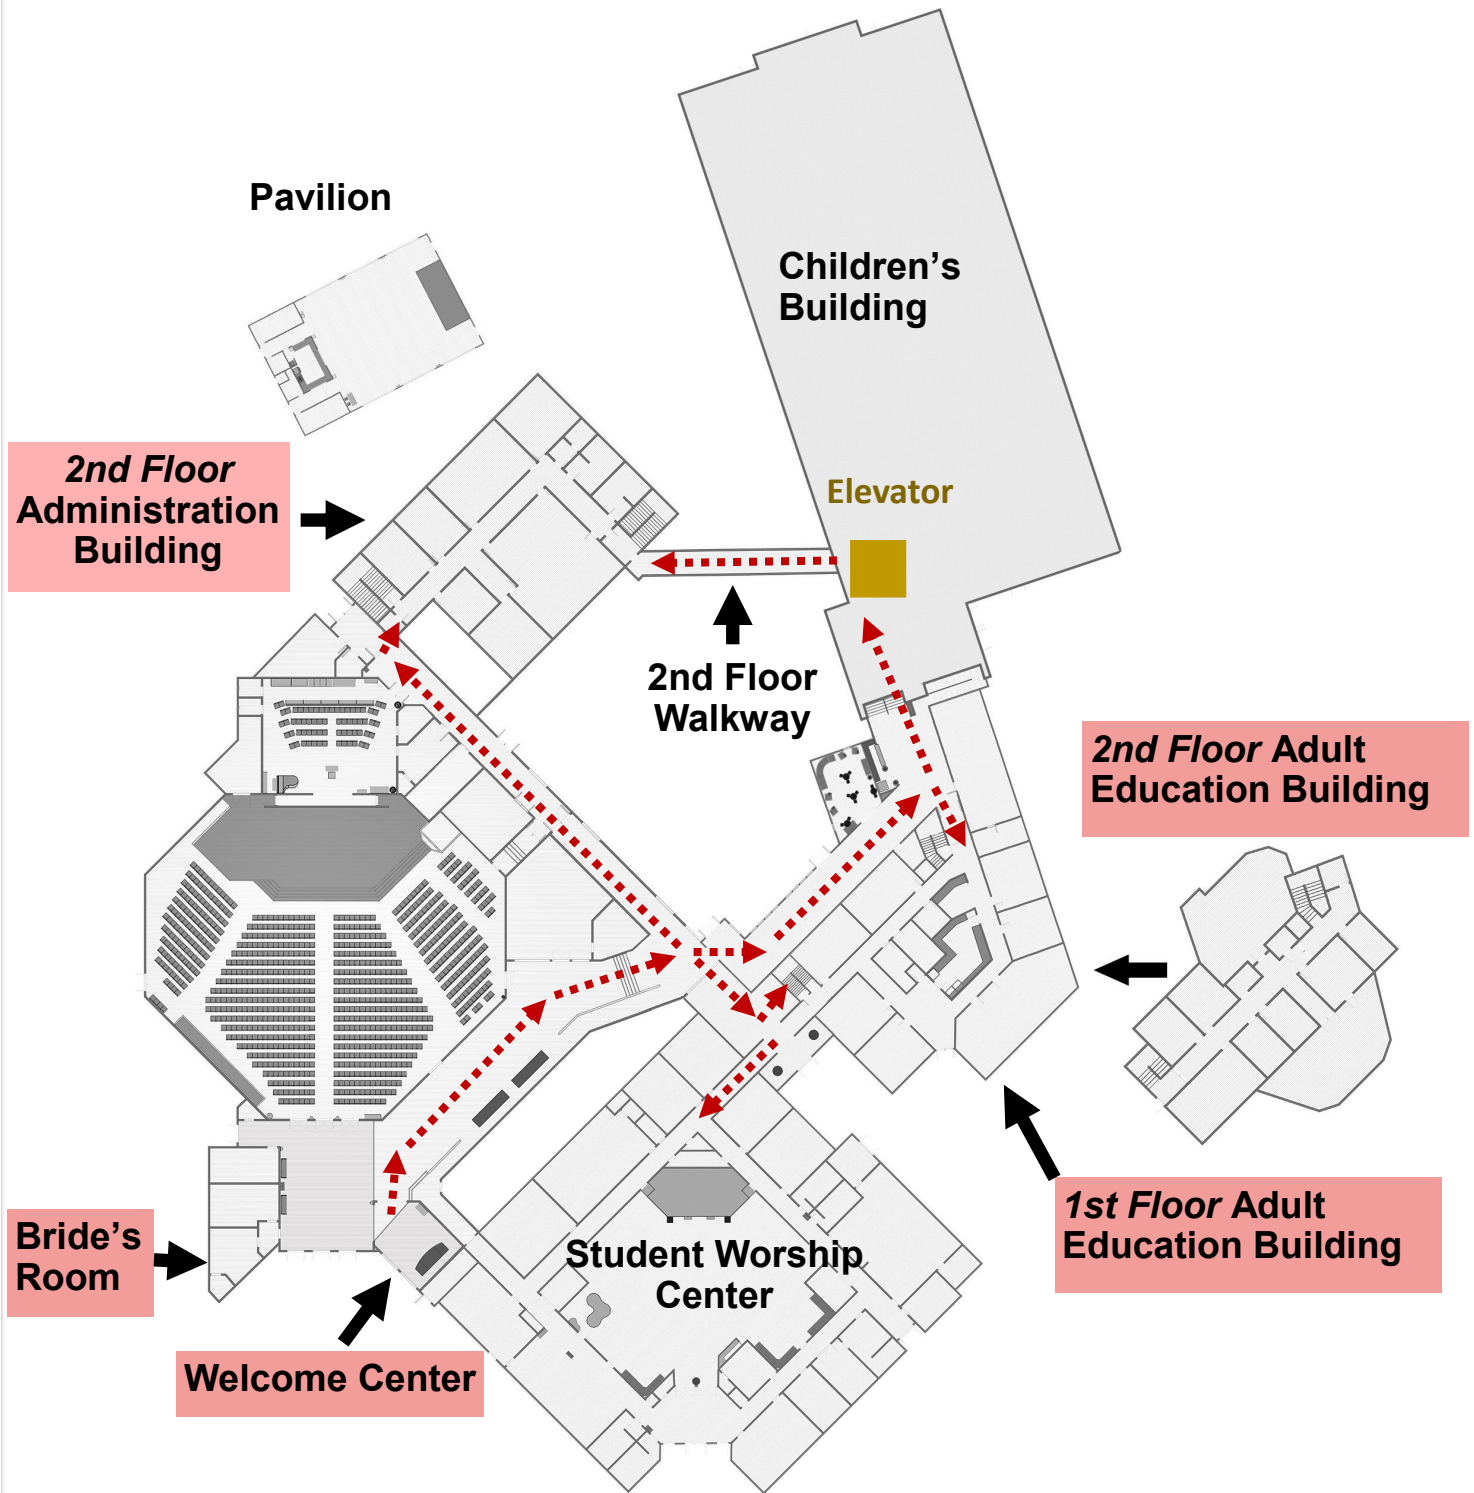 Pavilion
Children’s
Building
2nd Floor
Administration
Building
Elevator
2nd Floor
Walkway
2nd Floor Adult
Education Building
1st Floor Adult
Education Building
Bride’s
Room
Student Worship
Center
Welcome Center